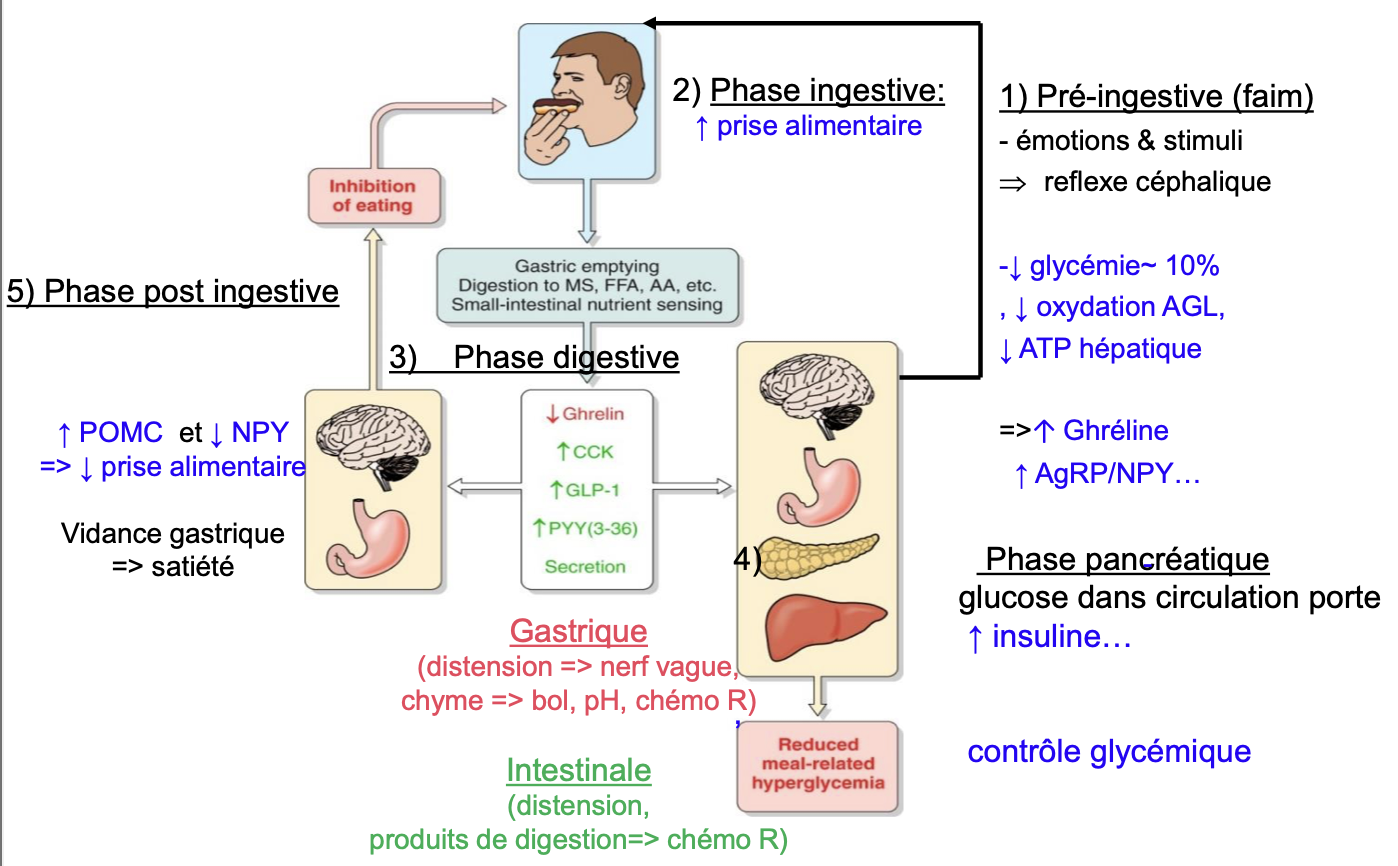 2) Phase ingestive:
↑ prise alimentaire
1) Pré-ingestive (faim)
- émotions & stimuli
⇒ reflexe céphalique
-↓ glycémie~ 10%
, ↓ oxydation AGL,
↓ ATP hépatique
=>↑ Ghréline
↑ AgRP/NPY…
Inhibition
of eating
Gastric emptying
Digestion to MS, FFA, AA, etc.
Small-intestinal nutrient sensing
5) Phase post ingestive
3) Phase digestive
↑ POMC et ↓ NPY
=> ↓ prise alimentaire
Vidance gastrique
=> satiété
↓Ghrelin
↑CCK
↑GLP-1
↑PYY(3-36)
Secretion
4)
Phase pancréatique
glucose dans circulation porte
↑ insuline…
Gastrique
(distension => nerf vague,
chyme => bol, pH, chémo R)
,
Intestinale
(distension,
produits de digestion=> chémo R)
Reduced
meal-related
hyperglycemia
contrôle glycémique